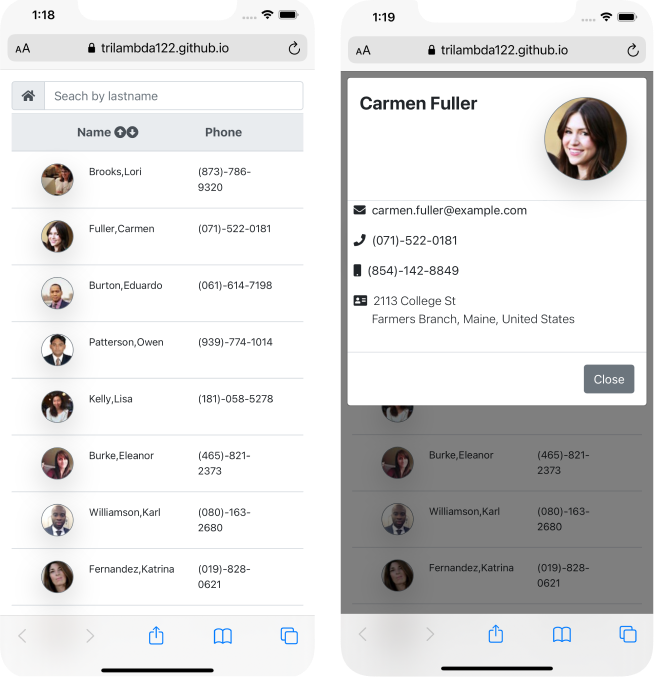 1:18
AA trilambda122.github.io
Seach by lastname
Name Phone
Brooks,Lori (873)-786-
9320
Fuller,Carmen (071)-522-0181
Burton,Eduardo (061)-614-7198
Patterson,Owen (939)-774-1014
Kelly,Lisa (181)-058-5278
Burke,Eleanor (465)-821-
2373
Williamson,Karl (080)-163-
2680
Fernandez,Katrina (019)-828-
0621
1:19
AA trilambda122.github.io
Carmen Fuller
carmen.fuller@example.com
(071)-522-0181
(854)-142-8849
2113 College St
Farmers Branch, Maine, United States
Close
Burke,Eleanor (465)-821-
2373
Williamson,Karl (080)-163-
2680
Fernandez,Katrina (019)-828-
0621